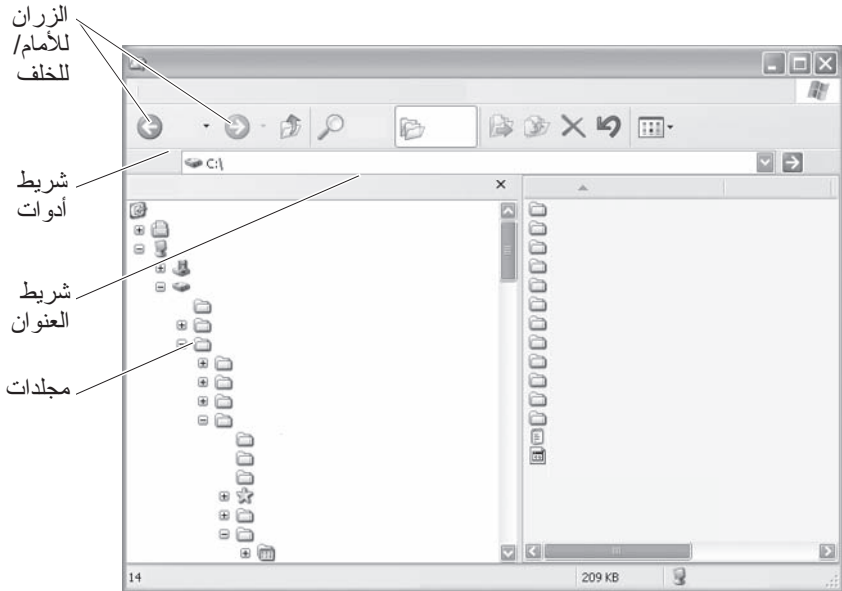 الزران
للأمام/
للخلف
C:\
شريط
أدوات
شريط
العنوان
مجلدات
14
209 KB